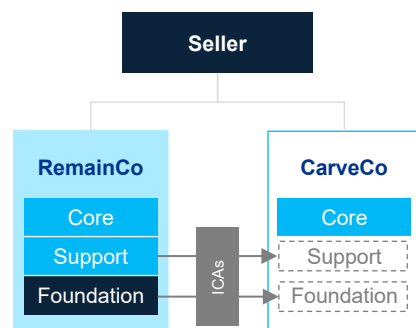 Seller
RemainCo
CarveCo
Core
Core
Support
ICAs
Support
Foundation
Foundation